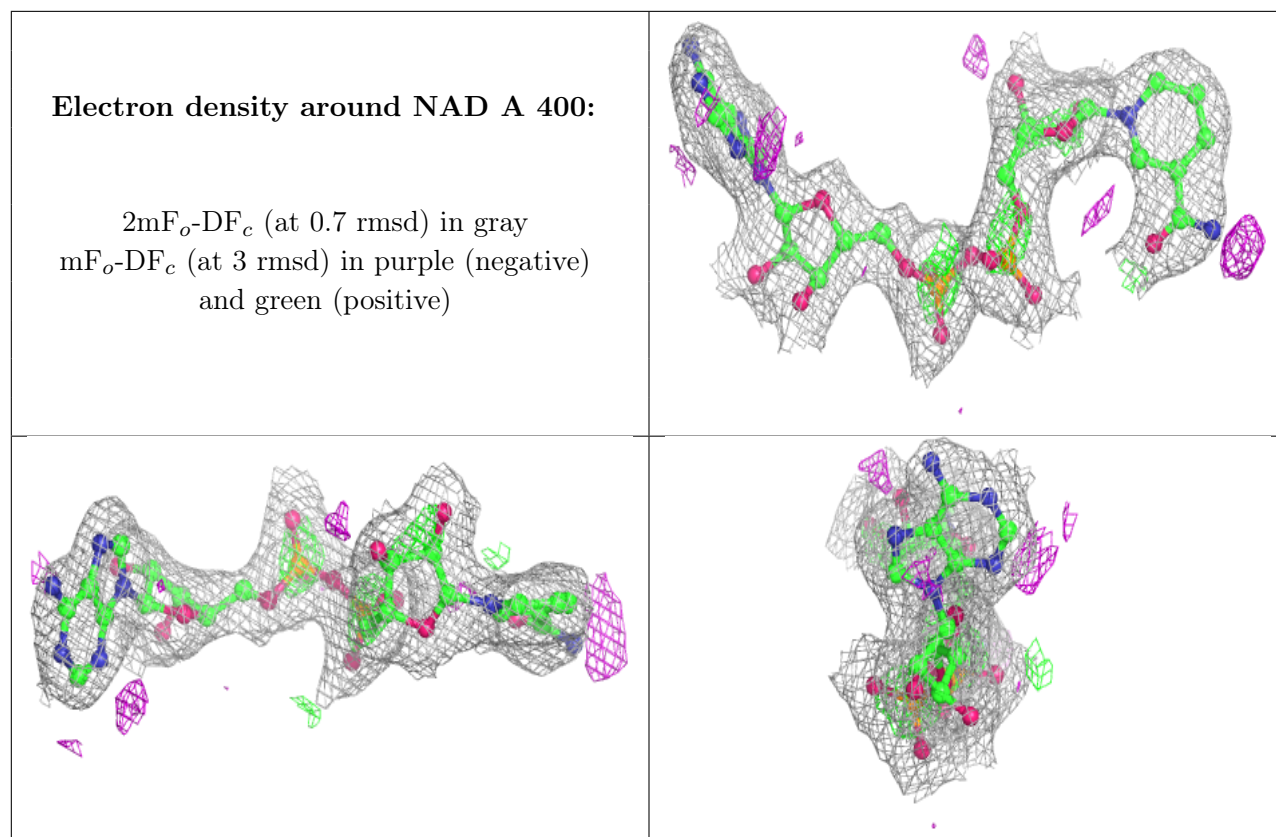 Electron density around NAD A 400:
2mFo-DFc (at 0.7 rmsd) in gray
mFo-DFc (at 3 rmsd) in purple (negative)
and green (positive)